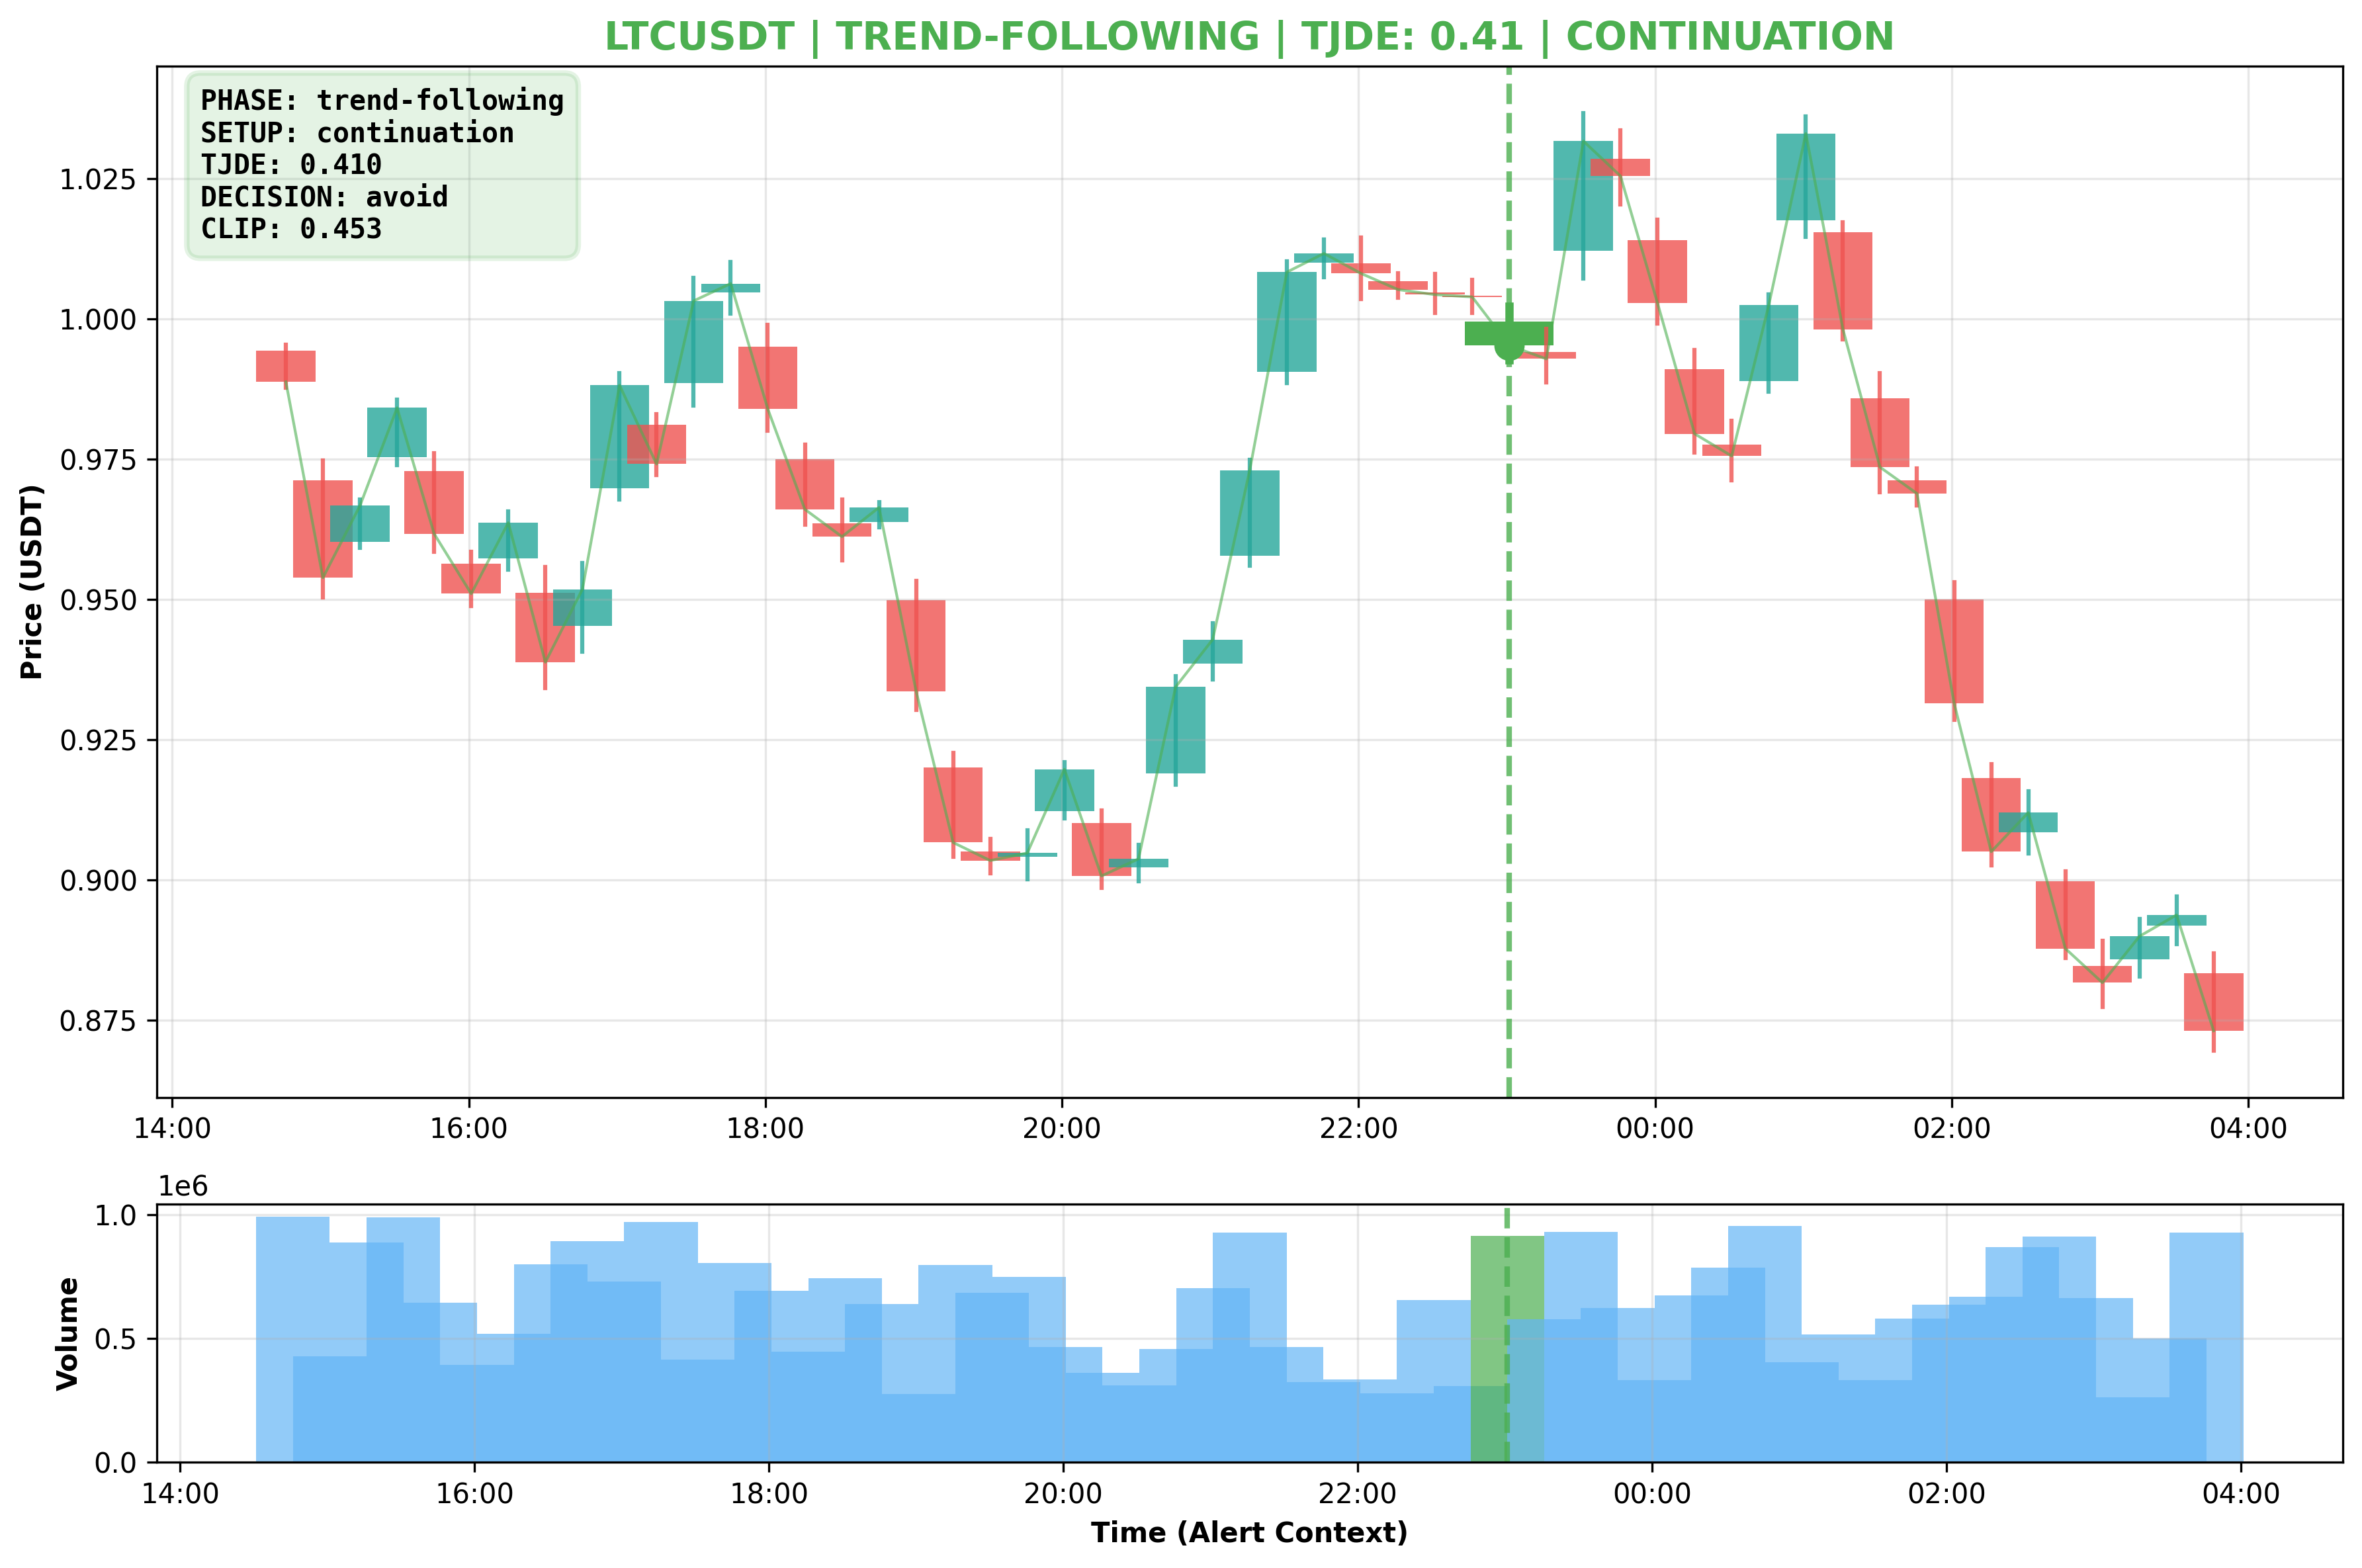 LTCUSDT | TREND-FOLLOWING | TJDE: 0.41 | CONTINUATION
PHASE: trend-following
SETUP: continuation
TJDE: 0.410
DECISION: avoid
CLIP: 0.453
Price (USDT)
1.025
1.000
0.975
0.950
0.925
0.900
0.875
14:00 16:00 18:00 20:00 22:00 00:00 02:00 04:00
1e6
Volume
1.0
0.5
0.0
14:00 16:00 18:00 20:00 22:00 00:00 02:00 04:00
Time (Alert Context)